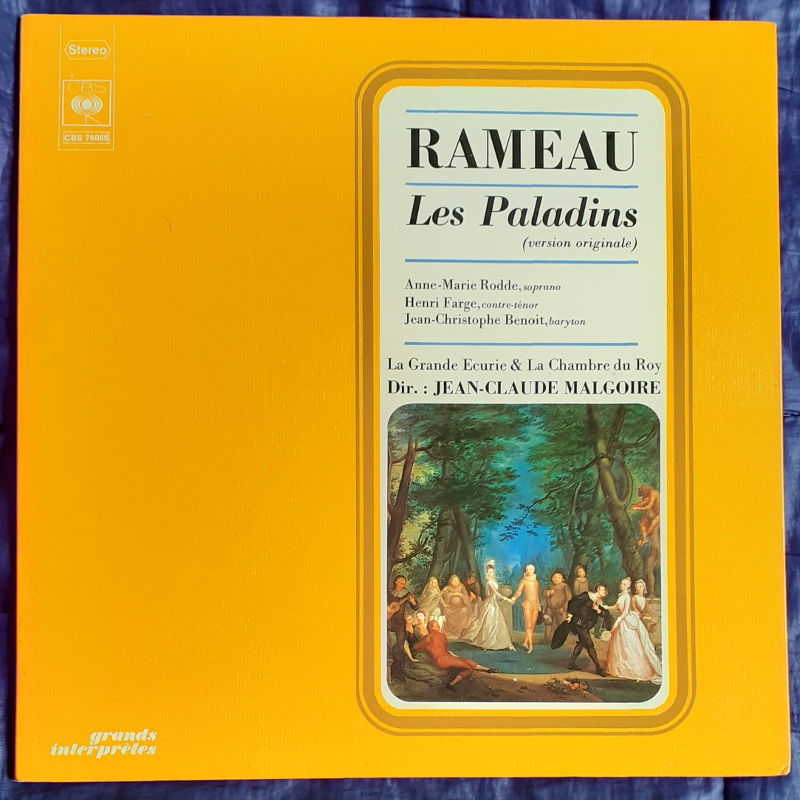 Stereo
CBS
CBS 76065
RAMEAU
Les Paladins
(version originale)
Anne-Marie Rodde, soprano
Henri Farge, contre-ténor
Jean-Christophe Benoit, baryton
La Grande Ecurie & La Chambre du Roy
Dir. : JEAN-CLAUDE MALGOIRE
grands
interprètes